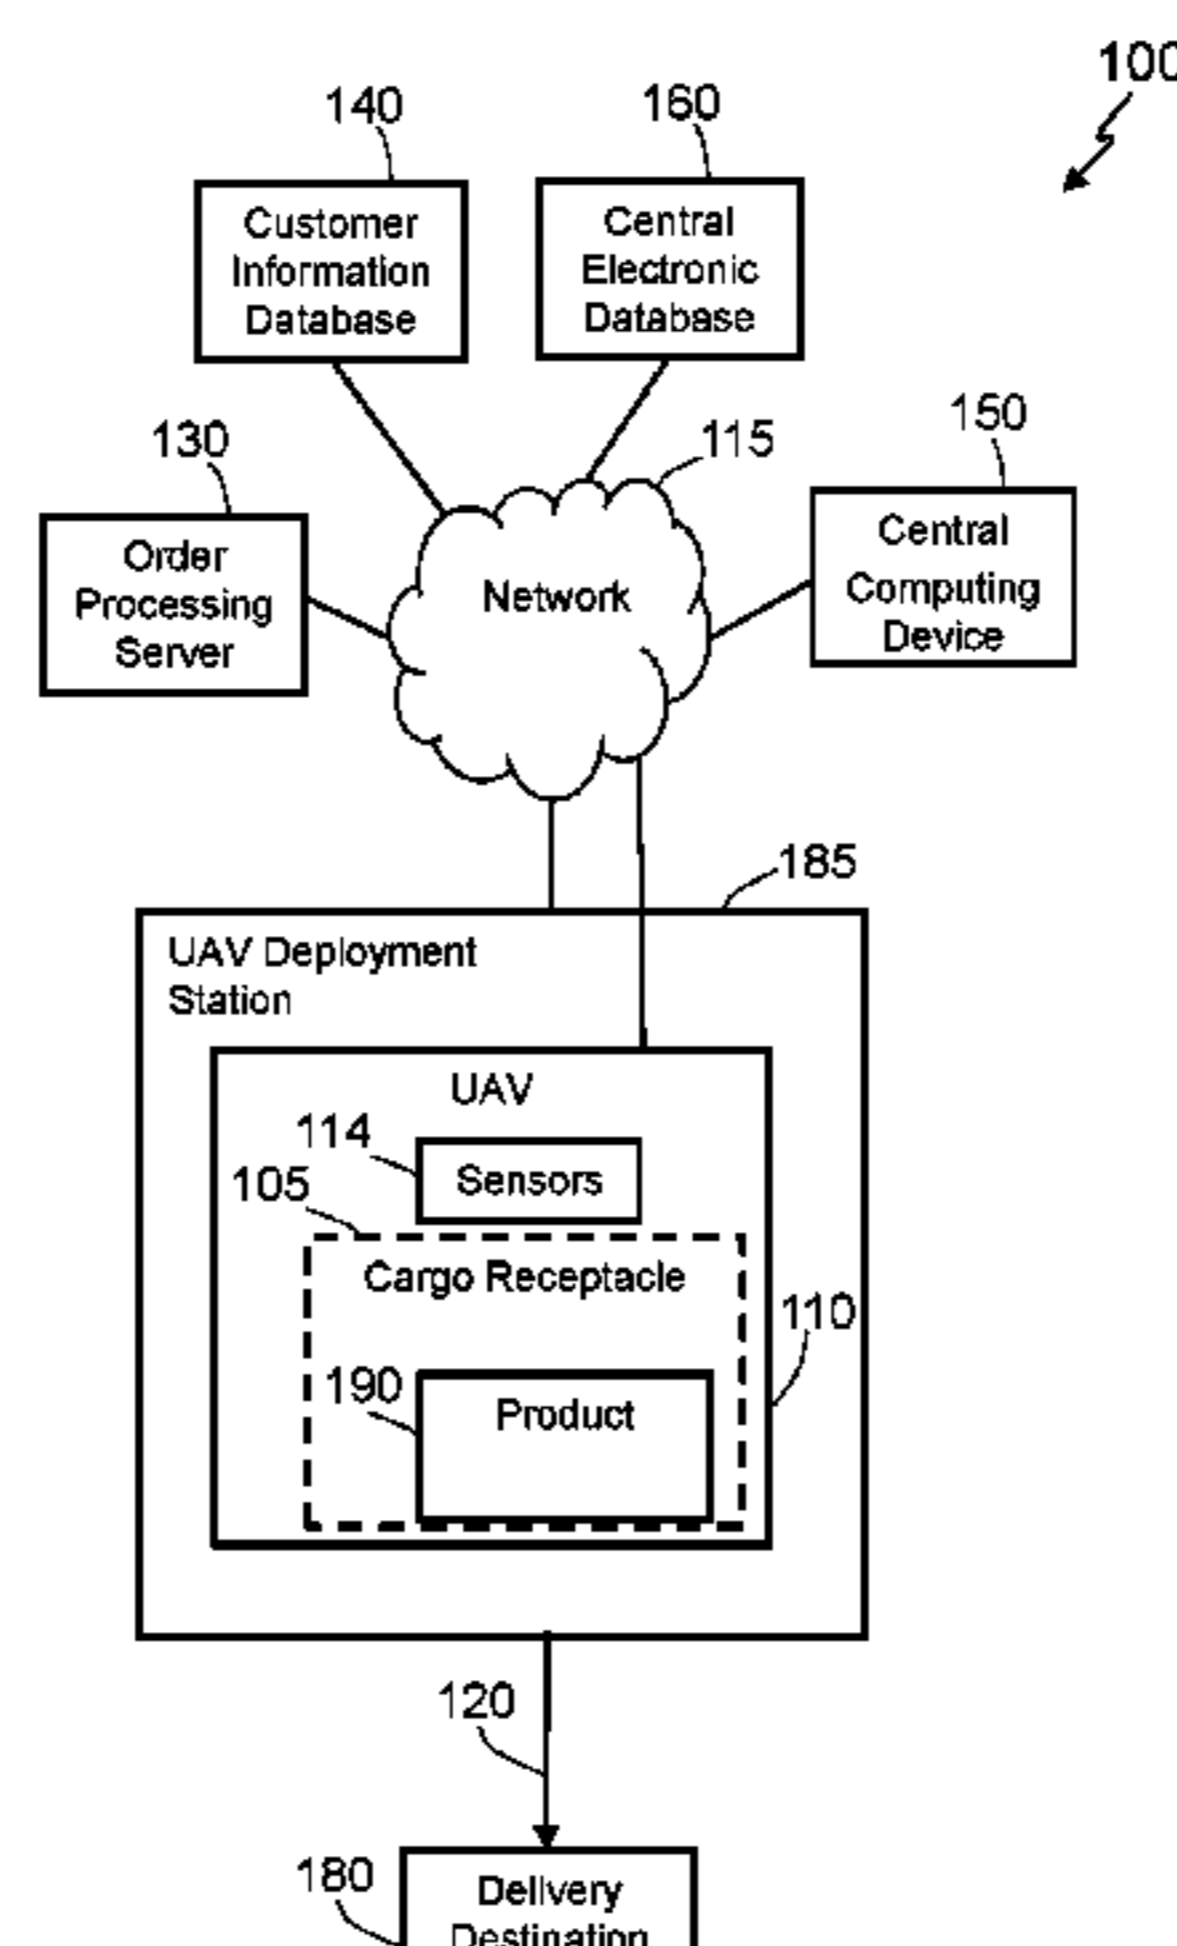 100
140
160
Customer
Information
Database
Central
Electronic
Database
130
115
150
Order
Processing
Server
Network
Central
Computing
Device
185
UAV Deployment
Station
UAV
114
Sensors
105
Cargo Receptacle
110
190
Product
120
180
Delivery
Destination